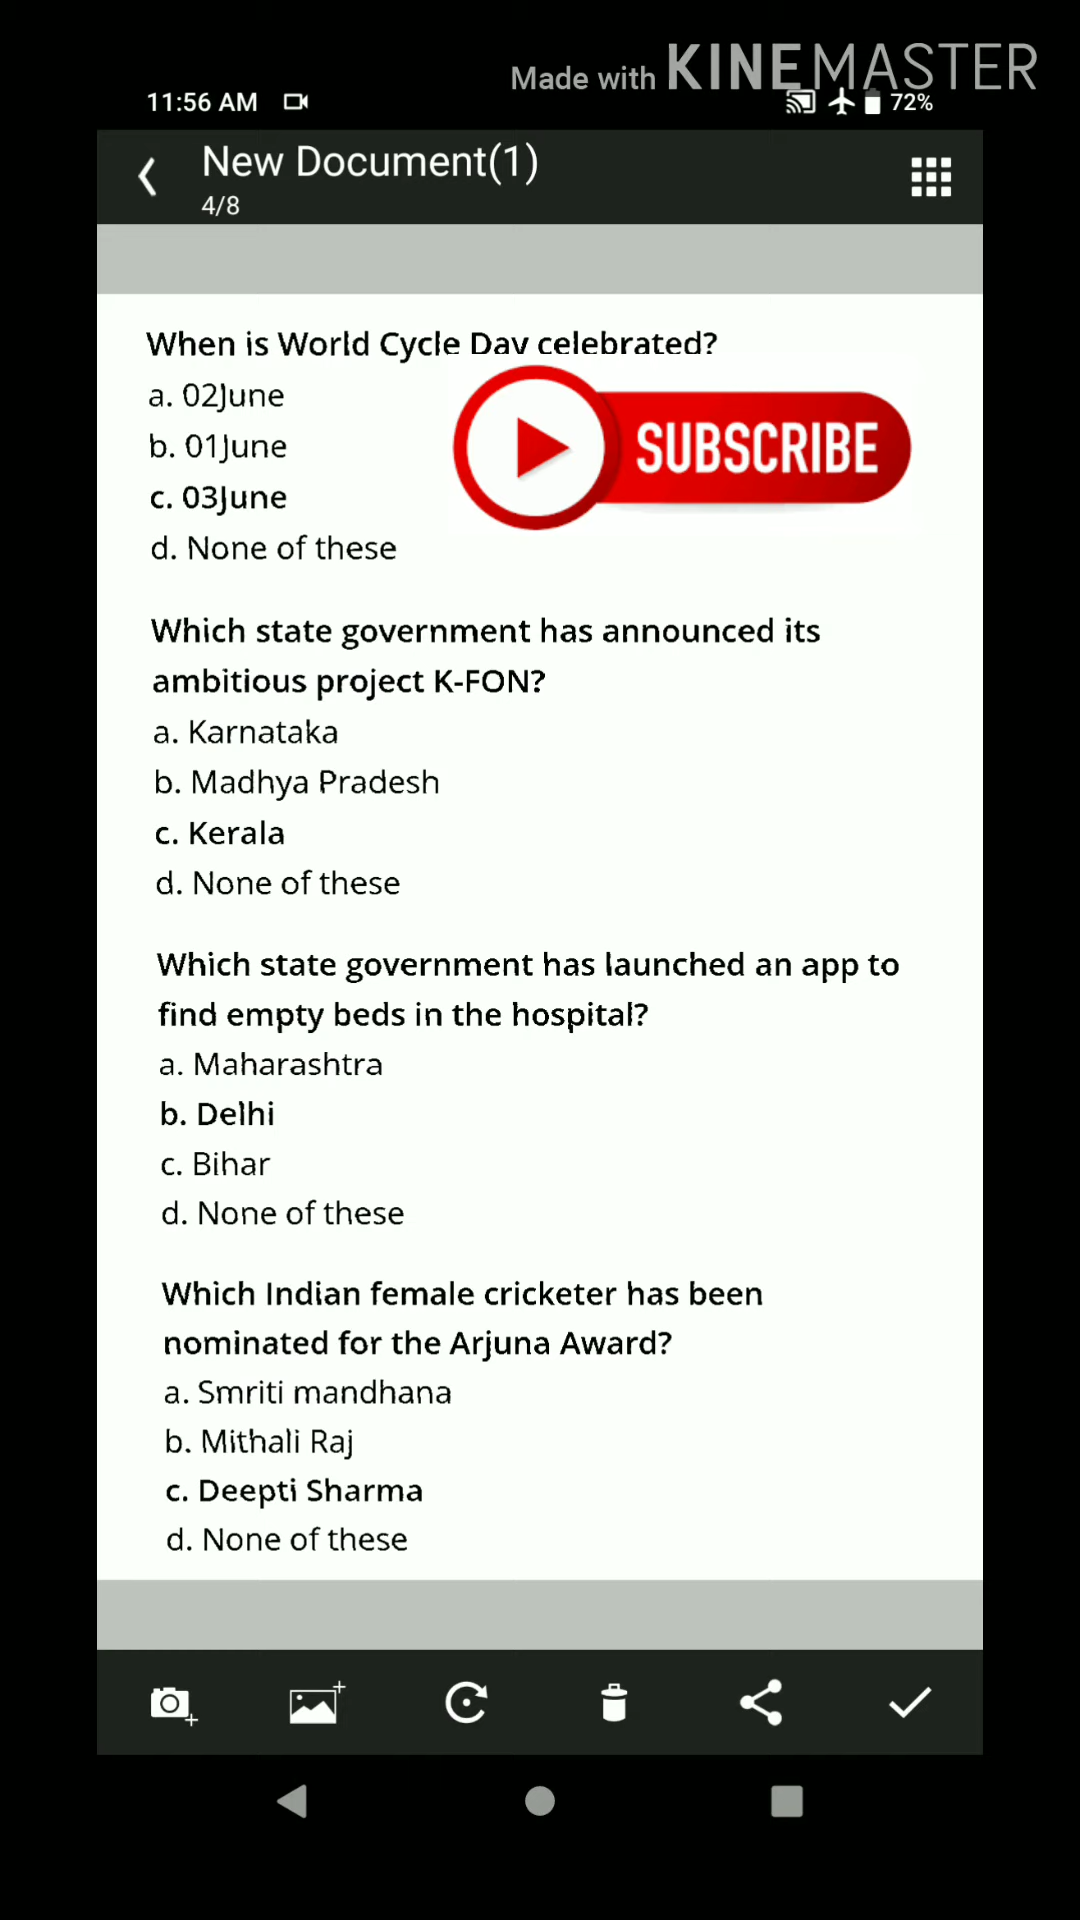 Made with KINEMASTER
11:56 AM 72%
New Document(1)
4/8
When is World Cycle Day celebrated?
a. 02June
b. 01June
SUBSCRIBE
c. 03June
d. None of these
Which state government has announced its
ambitious project K-FON?
a. Karnataka
b. Madhya Pradesh
c. Kerala
d. None of these
Which state government has launched an app to
find empty beds in the hospital?
a. Maharashtra
b. Delhi
c. Bihar
d. None of these
Which Indian female cricketer has been
nominated for the Arjuna Award?
a. Smriti mandhana
b. Mithali Raj
c. Deepti Sharma
d. None of these